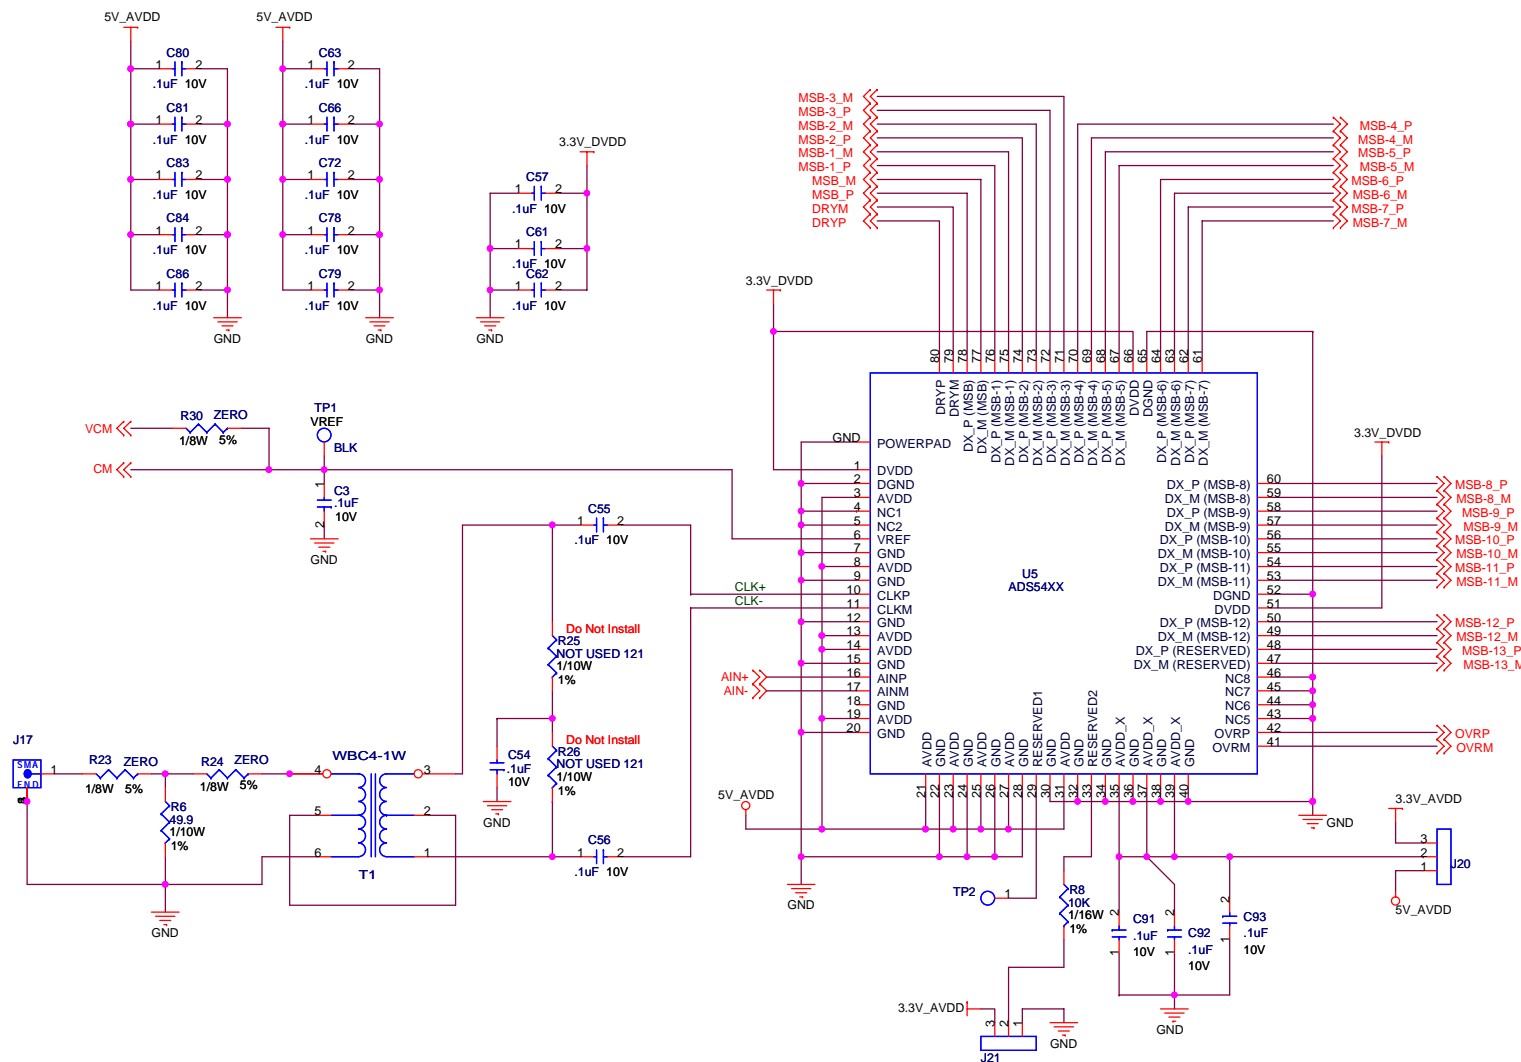 5V_AVDD
C80
1 2
.1uF 10V
C81
1 2
.1uF 10V
C83
1 2
.1uF 10V
C84
1 2
.1uF 10V
C86
1 2
.1uF 10V
GND
5V_AVDD
C63
1 2
.1uF 10V
C66
1 2
.1uF 10V
C72
1 2
.1uF 10V
C78
1 2
.1uF 10V
C79
1 2
.1uF 10V
GND
3.3V_DVDD
C57
1 2
.1uF 10V
C61
1 2
.1uF 10V
C62
1 2
.1uF 10V
GND
MSB-3_M
MSB-3_P
MSB-2_M
MSB-2_P
MSB-1_M
MSB-1_P
MSB_M
MSB_P
DRYM
DRYP
MSB-4_P
MSB-4_M
MSB-5_P
MSB-5_M
MSB-6_P
MSB-6_M
MSB-7_P
MSB-7_M
3.3V_DVDD
80 79 78 77 76 75 74 73 72 71 70 69 68 67 66 65 64 63 62 61
DRYP
DRYM
DX_P (MSB)
DX_M (MSB)
DX_P (MSB-1)
DX_M (MSB-1)
DX_P (MSB-2)
DX_M (MSB-2)
DX_P (MSB-3)
DX_M (MSB-3)
DX_P (MSB-4)
DX_M (MSB-4)
DX_P (MSB-5)
DX_M (MSB-5)
DVDD
DGND
DX_P (MSB-6)
DX_M (MSB-6)
DX_P (MSB-7)
DX_M (MSB-7)
GND POWERPAD
1 DVDD
2 DGND
3 AVDD
4 NC1
5 NC2
6 VREF
7 GND
8 AVDD
9 GND
10 CLKP
11 CLKM
12 GND
13 AVDD
14 AVDD
15 GND
16 AINP
17 AINM
18 GND
19 AVDD
20 GND
U5
ADS54XX
3.3V_DVDD
DX_P (MSB-8) 60 MSB-8_P
DX_M (MSB-8) 59 MSB-8_M
DX_P (MSB-9) 58 MSB-9_P
DX_M (MSB-9) 57 MSB-9_M
DX_P (MSB-10) 56 MSB-10_P
DX_M (MSB-10) 55 MSB-10_M
DX_P (MSB-11) 54 MSB-11_P
DX_M (MSB-11) 53 MSB-11_M
DGND 52
DVDD 51
DX_P (MSB-12) 50 MSB-12_P
DX_M (MSB-12) 49 MSB-12_M
DX_P (RESERVED) 48 MSB-13_P
DX_M (RESERVED) 47 MSB-13_M
NC8 46
NC7 45
NC6 44
NC5 43
OVRP 42 OVRP
OVRM 41 OVRM
AVDD
GND
AVDD
GND
AVDD
GND
AVDD
GND
RESERVED1
GND
AVDD
GND
RESERVED2
GND
AVDD_X
GND
AVDD_X
GND
AVDD_X
GND
21 22 23 24 25 26 27 28 29 30 31 32 33 34 35 36 37 38 39 40
VCM
R30 ZERO
1/8W 5%
CM
TP1
VREF
BLK
1
C3
.1uF
10V
2
GND
C55
1 2
.1uF 10V
CLK+
CLK-
Do Not Install
R25
NOT USED 121
1/10W
1%
AIN+
AIN-
Do Not Install
R26
NOT USED 121
1/10W
1%
C54
.1uF
10V
GND
C56
1 2
.1uF 10V
J17
SMA
END
1
R23 ZERO
1/8W 5%
R24 ZERO
1/8W 5%
R6
49.9
1/10W
1%
GND
WBC4-1W
4 3
5 2
6 1
T1
5V_AVDD
GND
GND
TP2 1
R8
10K
1/16W
1%
3.3V_AVDD
3 2 1
J21
GND
2
C91
.1uF
10V
1
2
C92
.1uF
10V
1
2
C93
.1uF
10V
1
GND
3.3V_AVDD
3
2
1
J20
5V_AVDD